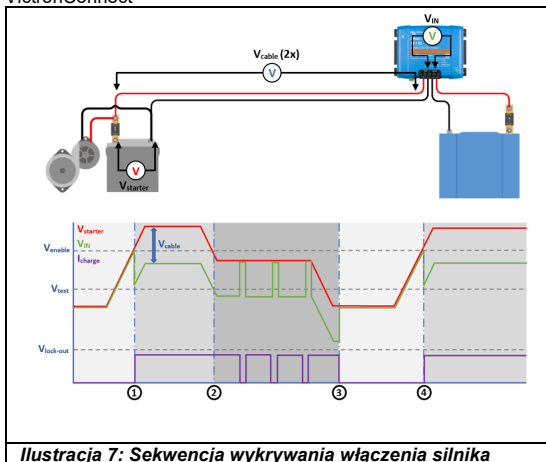 VictronConnect
V_IN
V
V_cable (2x)
V
V
V_starter
V_starter
V_IN
I_charge
V_enable
V_cable
V_test
V_lock-out
1
2
3
4
Ilustracja 7: Sekwencja wykrywania włączenia silnika